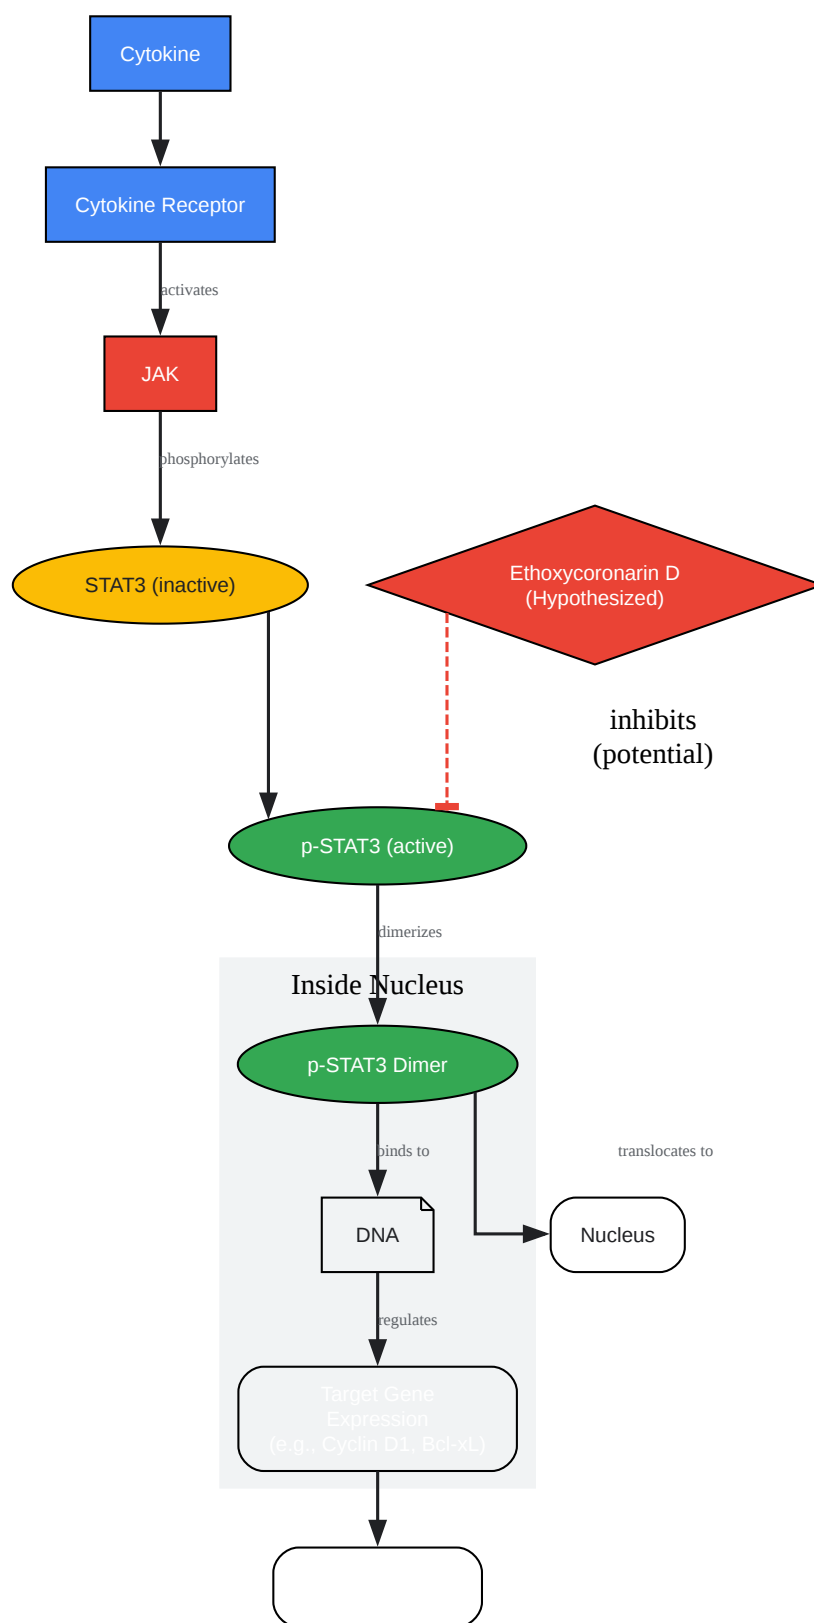 Cytokine
Cytokine Receptor
activates
JAK
phosphorylates
STAT3 (inactive)
Ethoxycoronarin D
(Hypothesized)
inhibits
(potential)
p-STAT3 (active)
dimerizes
Inside Nucleus
p-STAT3 Dimer
binds to
translocates to
DNA
Nucleus
regulates
Target Gene
Expression
(e.g., Cyclin D1, Bcl-xL)